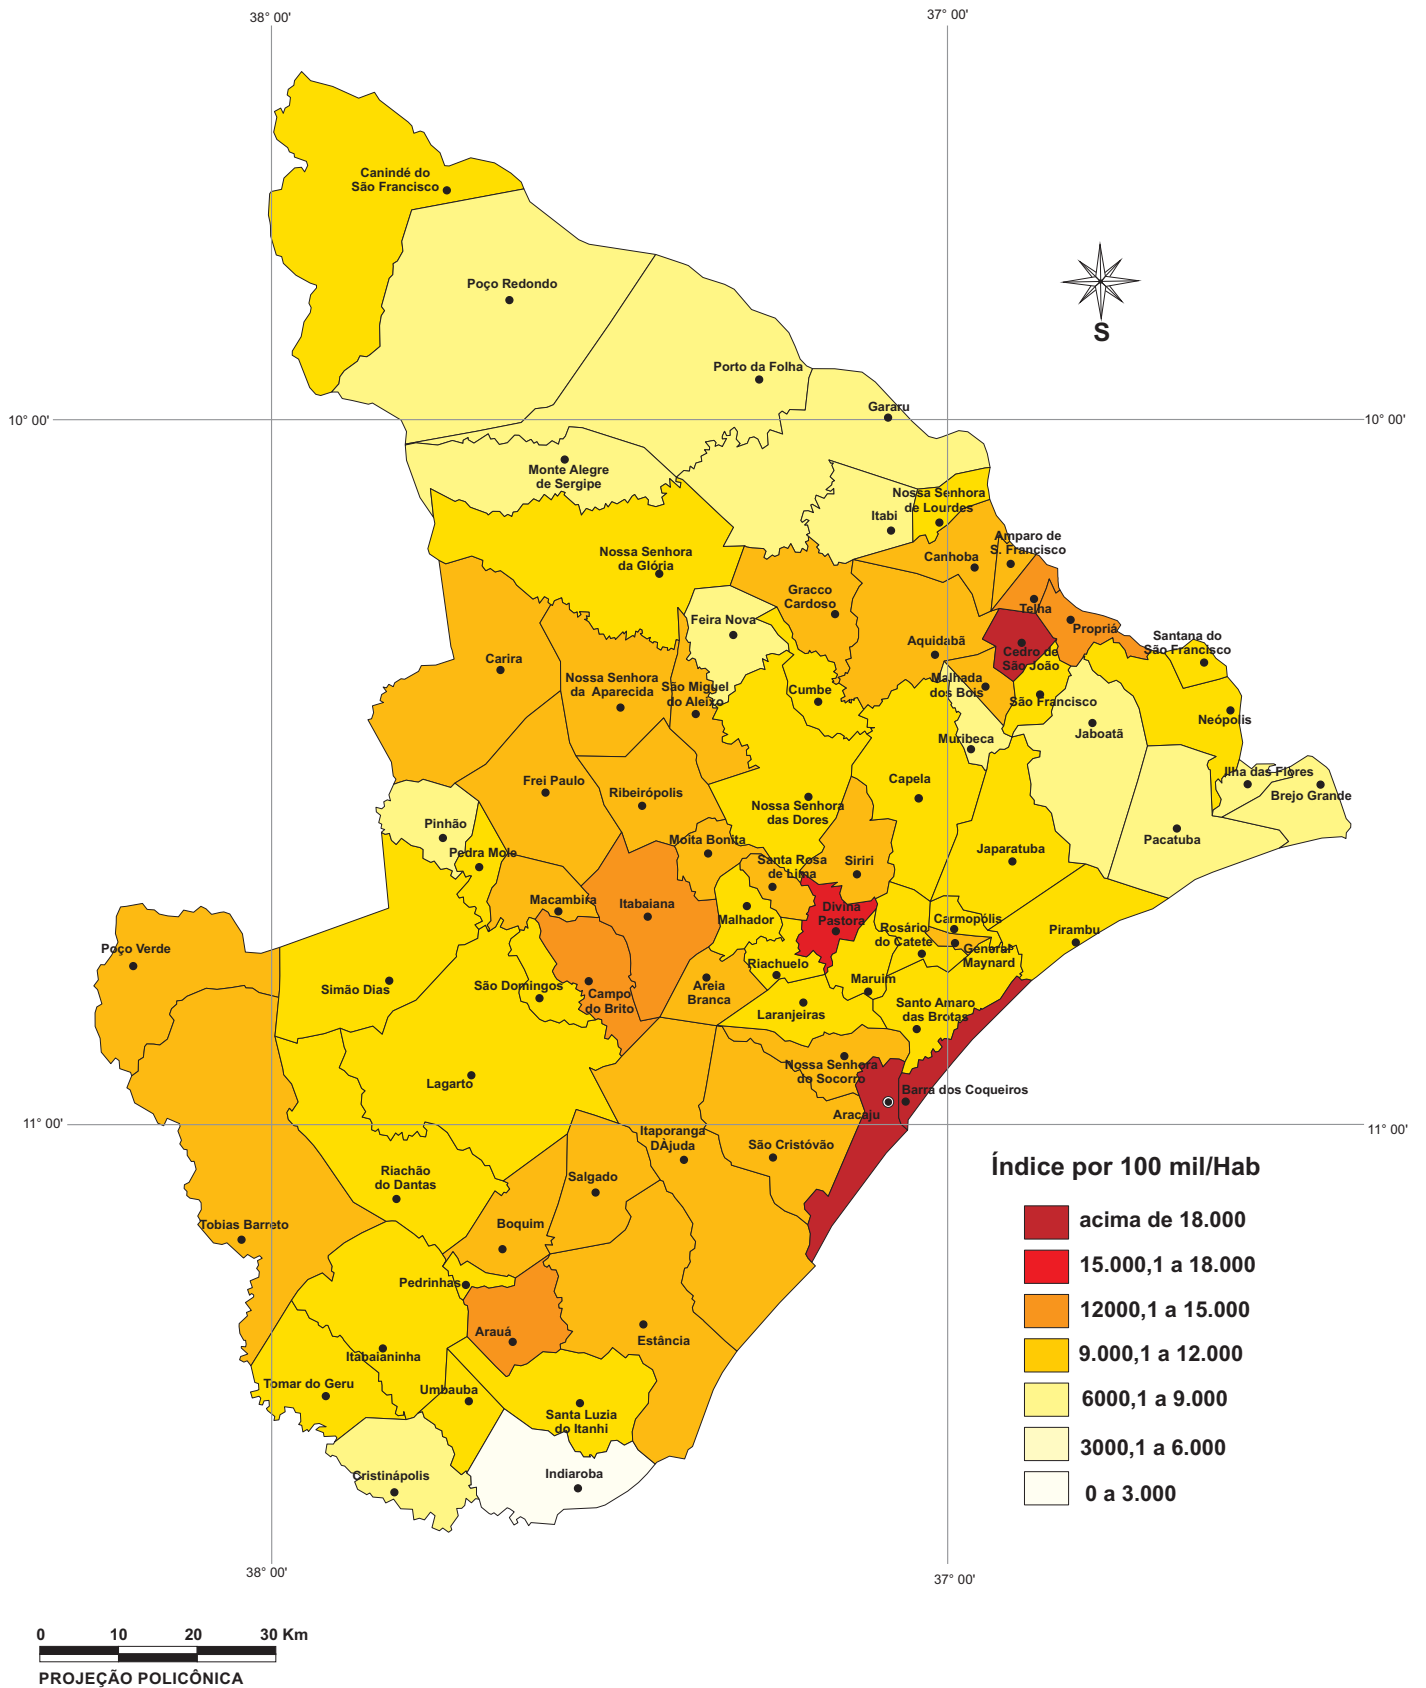 38° 00'
37° 00'
Canindé do
São Francisco
Poço Redondo
S
Porto da Folha
Gararu
10° 00'
10° 00'
Monte Alegre
de Sergipe
Nossa Senhora
de Lourdes
Itabi
Amparo de
S. Francisco
Nossa Senhora
da Glória
Canhoba
Gracco
Cardoso
Telha
Feira Nova
Propriá
Santana do
São Francisco
Aquidabã
Cedro de
São João
Carira
Nossa Senhora
da Aparecida
São Miguel
do Aleixo
Cumbe
Malhada
dos Bois
São Francisco
Neópolis
Jaboatã
Muribeca
Frei Paulo
Ribeirópolis
Capela
Ilha das Flores
Brejo Grande
Nossa Senhora
das Dores
Pinhão
Pedra Mole
Moita Bonita
Santa Rosa
de Lima
Siriri
Japaratuba
Pacatuba
Macambira
Itabaiana
Malhador
Divina
Pastora
Carmopólis
Rosário
do Catete
General
Maynard
Pirambu
Poço Verde
Simão Dias
São Domingos
Campo
do Brito
Areia
Branca
Riachuelo
Maruim
Laranjeiras
Santo Amaro
das Brotas
Nossa Senhora
do Socorro
Lagarto
Barra dos Coqueiros
Aracaju
11° 00'
11° 00'
Itaporanga
DÀjuda
São Cristóvão
Riachão
do Dantas
Salgado
Tobias Barreto
Boquim
Pedrinhas
Arauá
Estância
Itabaianinha
Tomar do Geru
Umbauba
Santa Luzia
do Itanhi
Cristinápolis
Indiaroba
Índice por 100 mil/Hab
acima de 18.000
15.000,1 a 18.000
12000,1 a 15.000
9.000,1 a 12.000
6000,1 a 9.000
3000,1 a 6.000
0 a 3.000
38° 00'
37° 00'
0 10 20 30 Km
PROJEÇÃO POLICÔNICA